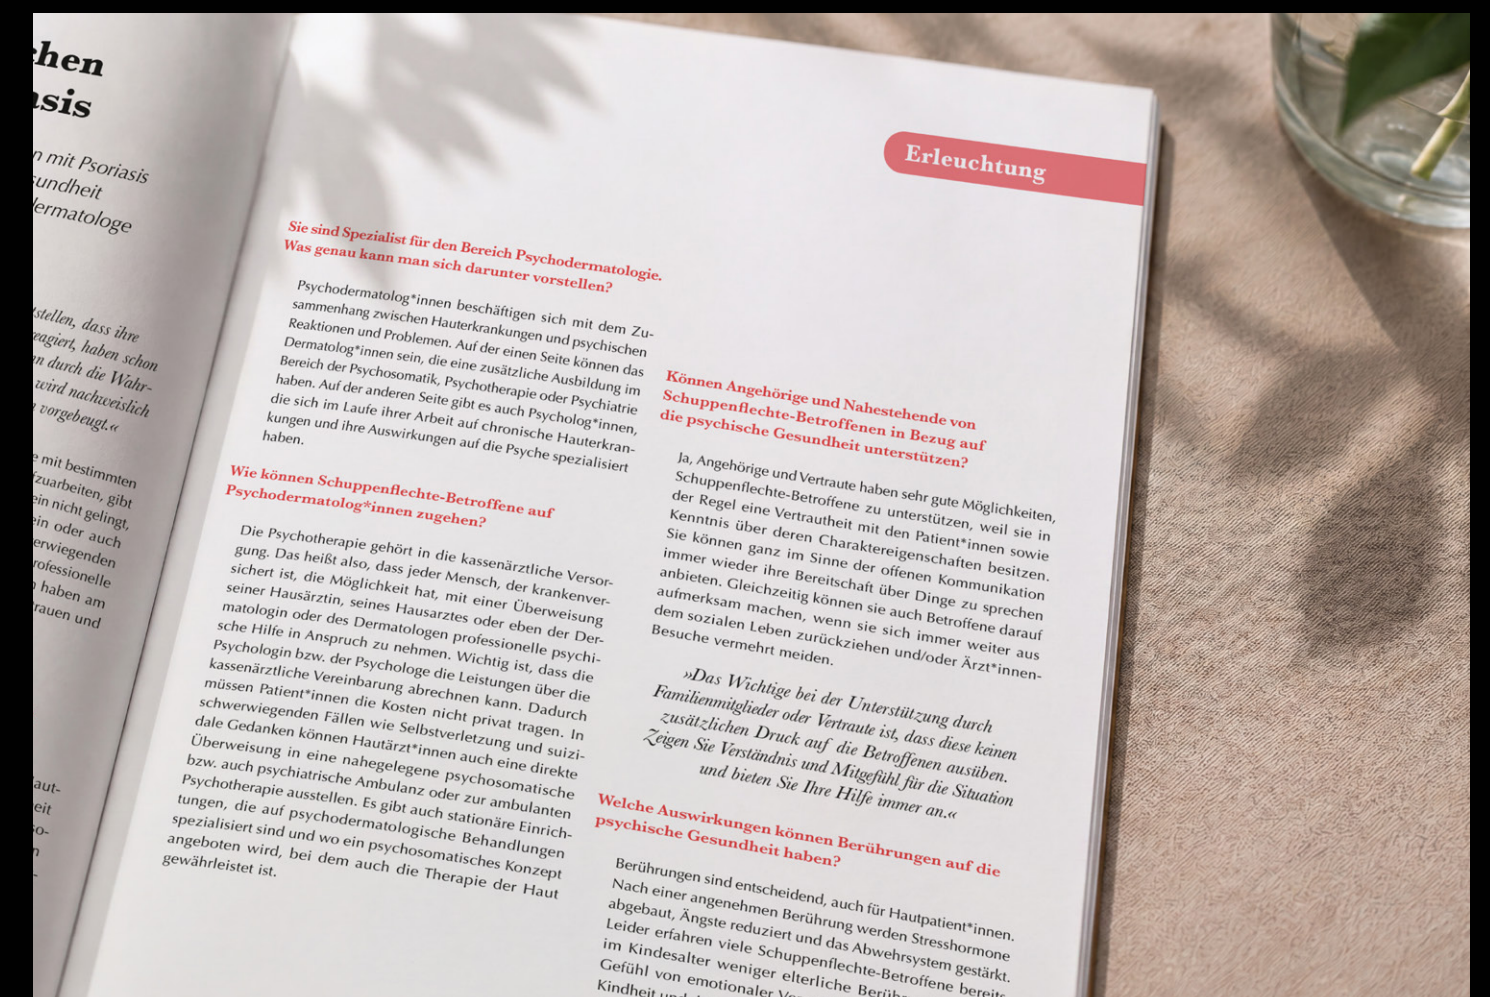 chen
asis
n mit Psoriasis
sundheit
dermatologe
stellen, dass ihre
reagiert, haben schon
nn durch die Wahr-
wird nachweislich
vorgebeugt.«
e mit bestimmten
fzuarbeiten, gibt
ein nicht gelingt,
ein oder auch
erwiegenden
rofessionelle
haben am
rauen und
aut-
eit
so-
n
Erleuchtung
Sie sind Spezialist für den Bereich Psychodermatologie.
Was genau kann man sich darunter vorstellen?
Psychodermatolog*innen beschäftigen sich mit dem Zu-
sammenhang zwischen Hauterkrankungen und psychischen
Reaktionen und Problemen. Auf der einen Seite können das
Dermatolog*innen sein, die eine zusätzliche Ausbildung im
Bereich der Psychosomatik, Psychotherapie oder Psychiatrie
haben. Auf der anderen Seite gibt es auch Psycholog*innen,
die sich im Laufe ihrer Arbeit auf chronische Hauterkran-
kungen und ihre Auswirkungen auf die Psyche spezialisiert
haben.
Wie können Schuppenflechte-Betroffene auf
Psychodermatolog*innen zugehen?
Die Psychotherapie gehört in die kassenärztliche Versor-
gung. Das heißt also, dass jeder Mensch, der krankenver-
sichert ist, die Möglichkeit hat, mit einer Überweisung
seiner Hausärztin, seines Hausarztes oder eben der Der-
matologin oder des Dermatologen professionelle psychi-
sche Hilfe in Anspruch zu nehmen. Wichtig ist, dass die
Psychologin bzw. der Psychologe die Leistungen über die
kassenärztliche Vereinbarung abrechnen kann. Dadurch
müssen Patient*innen die Kosten nicht privat tragen. In
schwerwiegenden Fällen wie Selbstverletzung und suizi-
dale Gedanken können Hautärzt*innen auch eine direkte
Überweisung in eine nahegelegene psychosomatische
bzw. auch psychiatrische Ambulanz oder zur ambulanten
Psychotherapie ausstellen. Es gibt auch stationäre Einrich-
tungen, die auf psychodermatologische Behandlungen
spezialisiert sind und wo ein psychosomatisches Konzept
angeboten wird, bei dem auch die Therapie der Haut
gewährleistet ist.
Können Angehörige und Nahestehende von
Schuppenflechte-Betroffenen in Bezug auf
die psychische Gesundheit unterstützen?
Ja, Angehörige und Vertraute haben sehr gute Möglichkeiten,
Schuppenflechte-Betroffene zu unterstützen, weil sie in
der Regel eine Vertrautheit mit den Patient*innen sowie
Kenntnis über deren Charaktereigenschaften besitzen.
Sie können ganz im Sinne der offenen Kommunikation
immer wieder ihre Bereitschaft über Dinge zu sprechen
anbieten. Gleichzeitig können sie auch Betroffene darauf
aufmerksam machen, wenn sie sich immer weiter aus
dem sozialen Leben zurückziehen und/oder Ärzt*innen-
Besuche vermehrt meiden.
»Das Wichtige bei der Unterstützung durch
Familienmitglieder oder Vertraute ist, dass diese keinen
zusätzlichen Druck auf die Betroffenen ausüben.
Zeigen Sie Verständnis und Mitgefühl für die Situation
und bieten Sie Ihre Hilfe immer an.«
Welche Auswirkungen können Berührungen auf die
psychische Gesundheit haben?
Berührungen sind entscheidend, auch für Hautpatient*innen.
Nach einer angenehmen Berührung werden Stresshormone
abgebaut, Ängste reduziert und das Abwehrsystem gestärkt.
Leider erfahren viele Schuppenflechte-Betroffene bereits
im Kindesalter weniger elterliche
Gefühl von emotionaler
Kindheit